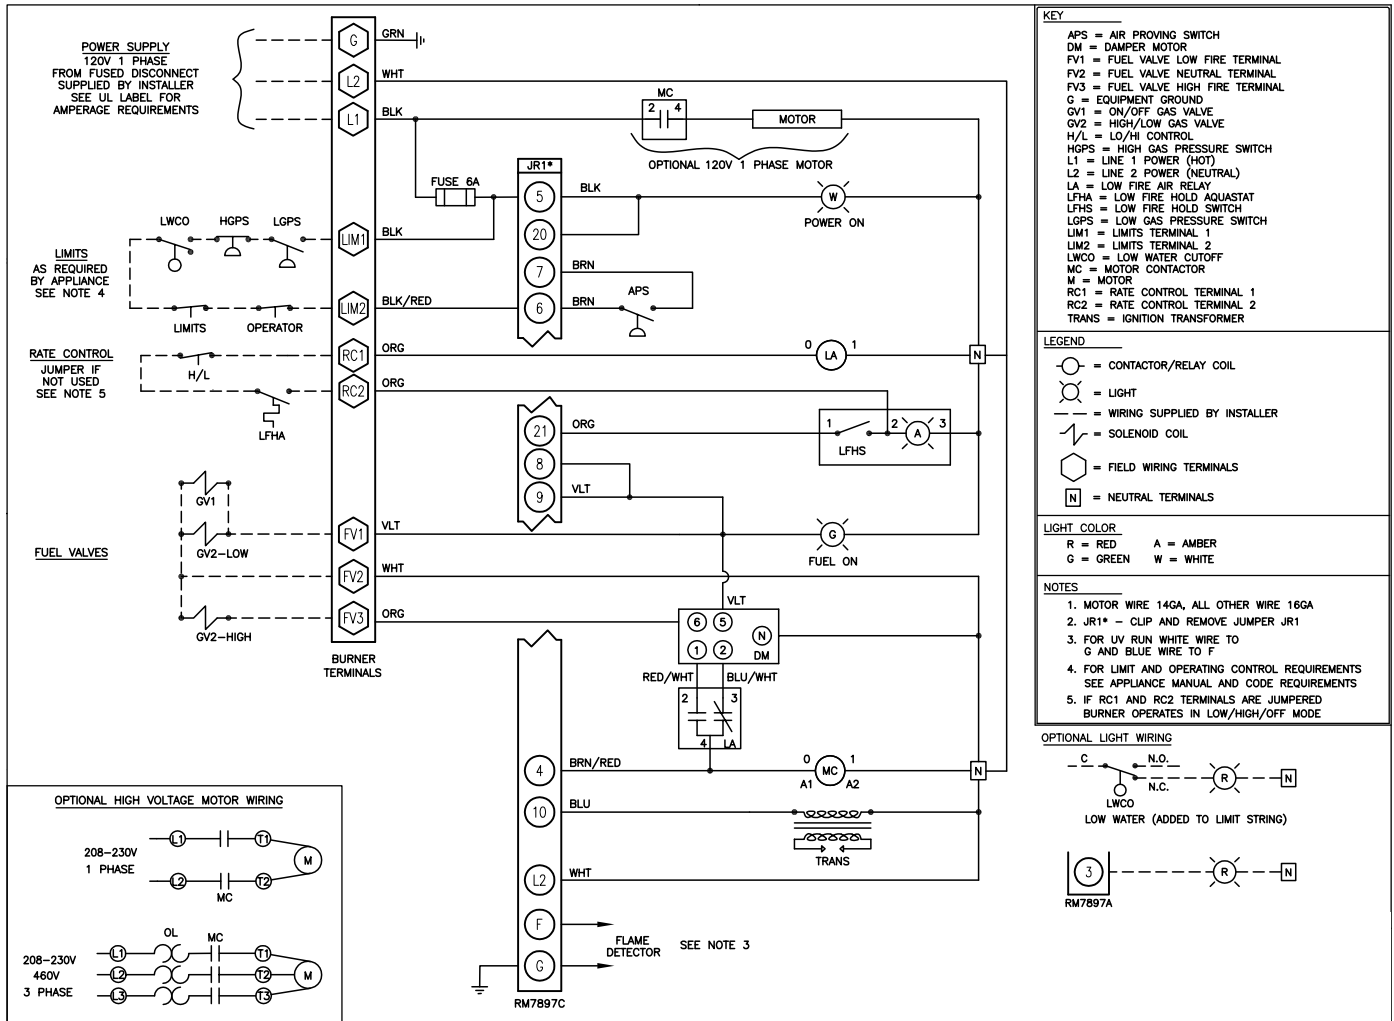 POWER SUPPLY
120V 1 PHASE
FROM FUSED DISCONNECT
SUPPLIED BY INSTALLER
SEE UL LABEL FOR
AMPERAGE REQUIREMENTS
G
GRN
L2
WHT
L1
BLK
MC
2 4
MOTOR
OPTIONAL 120V 1 PHASE MOTOR
JR1*
FUSE 6A
5
BLK
W
POWER ON
20
LWCO HGPS LGPS
LIM1
BLK
LIMITS
AS REQUIRED
BY APPLIANCE
SEE NOTE 4
7
BRN
APS
LIM2
BLK/RED
6
BRN
LIMITS OPERATOR
RATE CONTROL
JUMPER IF
NOT USED
SEE NOTE 5
H/L
RC1
ORG
0 LA 1
N
RC2
ORG
LFHA
21
ORG
1 2 A 3
LFHS
8
9
VLT
GV1
GV2-LOW
FUEL VALVES
FV1
VLT
G
FUEL ON
FV2
WHT
FV3
ORG
GV2-HIGH
VLT
6 5
N
1 2
DM
BURNER
TERMINALS
RED/WHT BLU/WHT
2 3
4 LA
4
BRN/RED
0 MC 1
A1 A2
N
10
BLU
TRANS
L2
WHT
F
FLAME
DETECTOR
SEE NOTE 3
G
RM7897C
OPTIONAL HIGH VOLTAGE MOTOR WIRING
208-230V
1 PHASE
L1 T1
M
L2 T2
MC
208-230V
460V
3 PHASE
OL MC
L1 T1
L2 T2 M
L3 T3
KEY
APS = AIR PROVING SWITCH
DM = DAMPER MOTOR
FV1 = FUEL VALVE LOW FIRE TERMINAL
FV2 = FUEL VALVE NEUTRAL TERMINAL
FV3 = FUEL VALVE HIGH FIRE TERMINAL
G = EQUIPMENT GROUND
GV1 = ON/OFF GAS VALVE
GV2 = HIGH/LOW GAS VALVE
H/L = LO/HI CONTROL
HGPS = HIGH GAS PRESSURE SWITCH
L1 = LINE 1 POWER (HOT)
L2 = LINE 2 POWER (NEUTRAL)
LA = LOW FIRE AIR RELAY
LFHA = LOW FIRE HOLD AQUASTAT
LFHS = LOW FIRE HOLD SWITCH
LGPS = LOW GAS PRESSURE SWITCH
LIM1 = LIMITS TERMINAL 1
LIM2 = LIMITS TERMINAL 2
LWCO = LOW WATER CUTOFF
MC = MOTOR CONTACTOR
M = MOTOR
RC1 = RATE CONTROL TERMINAL 1
RC2 = RATE CONTROL TERMINAL 2
TRANS = IGNITION TRANSFORMER
LEGEND
= CONTACTOR/RELAY COIL
= LIGHT
= WIRING SUPPLIED BY INSTALLER
= SOLENOID COIL
= FIELD WIRING TERMINALS
N = NEUTRAL TERMINALS
LIGHT COLOR
R = RED A = AMBER
G = GREEN W = WHITE
NOTES
1. MOTOR WIRE 14GA, ALL OTHER WIRE 16GA
2. JR1* - CLIP AND REMOVE JUMPER JR1
3. FOR UV RUN WHITE WIRE TO
G AND BLUE WIRE TO F
4. FOR LIMIT AND OPERATING CONTROL REQUIREMENTS
SEE APPLIANCE MANUAL AND CODE REQUIREMENTS
5. IF RC1 AND RC2 TERMINALS ARE JUMPERED
BURNER OPERATES IN LOW/HIGH/OFF MODE
OPTIONAL LIGHT WIRING
C N.O.
N.C. R N
LWCO
LOW WATER (ADDED TO LIMIT STRING)
3 R N
RM7897A